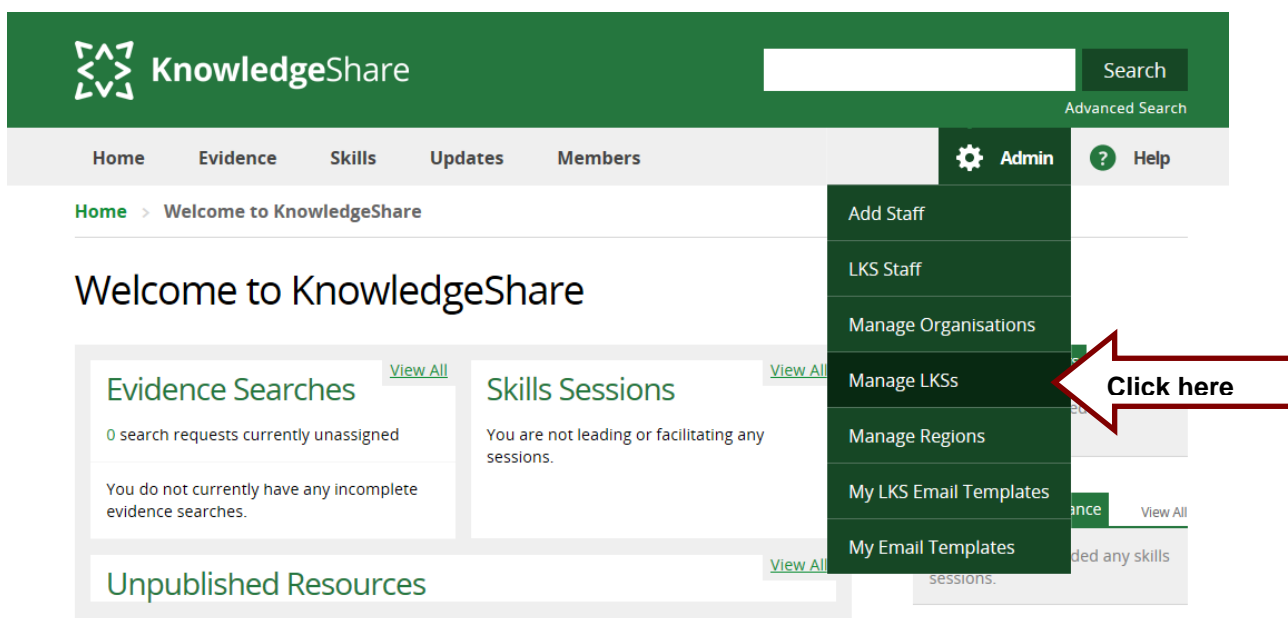 KnowledgeShare
Search
Advanced Search
Home Evidence Skills Updates Members Admin ? Help
Home > Welcome to KnowledgeShare
Add Staff
LKS Staff
Manage Organisations
Manage LKSs
Manage Regions
My LKS Email Templates
My Email Templates
Click here
Welcome to KnowledgeShare
Evidence Searches
View All
0 search requests currently unassigned
You do not currently have any incomplete
evidence searches.
Skills Sessions
View All
You are not leading or facilitating any
sessions.
Unpublished Resources
View All
View All
any skills
sessions.